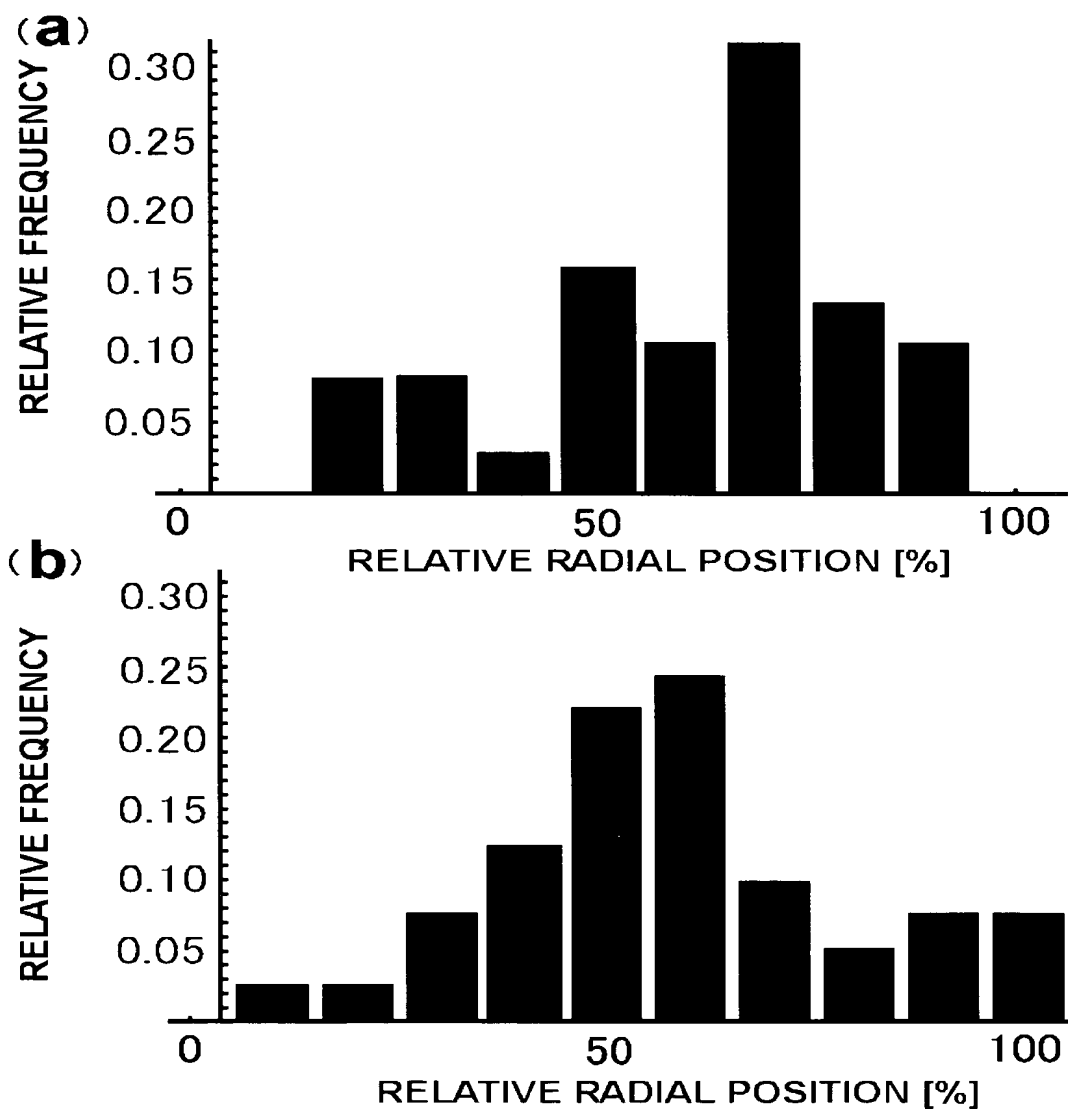 (a)
RELATIVE FREQUENCY
0.30
0.25
0.20
0.15
0.10
0.05
0 50 100
RELATIVE RADIAL POSITION [%]
(b)
RELATIVE FREQUENCY
0.30
0.25
0.20
0.15
0.10
0.05
0 50 100
RELATIVE RADIAL POSITION [%]